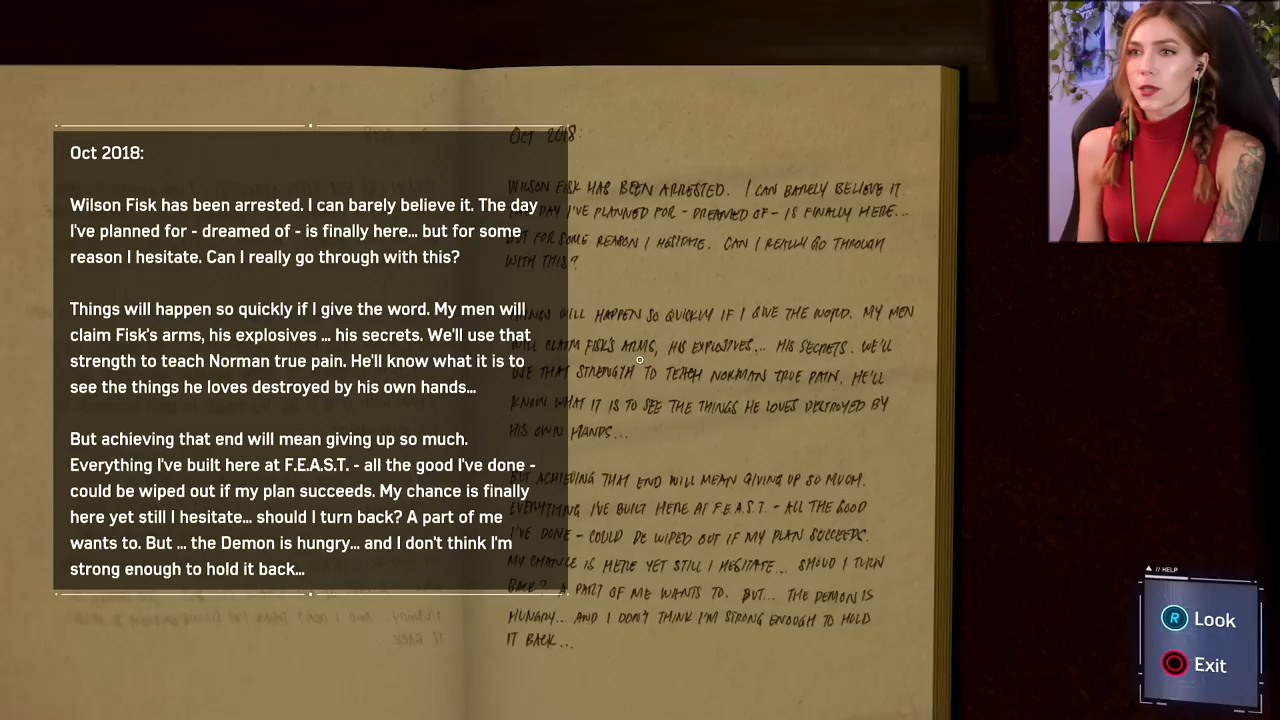 Oct 2018:
Wilson Fisk has been arrested. I can barely believe it. The day
I've planned for - dreamed of - is finally here... but for some
reason I hesitate. Can I really go through with this?
Things will happen so quickly if I give the word. My men will
claim Fisk's arms, his explosives ... his secrets. We'll use that
strength to teach Norman true pain. He'll know what it is to
see the things he loves destroyed by his own hands...
But achieving that end will mean giving up so much.
Everything I've built here at F.E.A.S.T. - all the good I've done -
could be wiped out if my plan succeeds. My chance is finally
here yet still I hesitate... should I turn back? A part of me
wants to. But ... the Demon is hungry... and I don't think I'm
strong enough to hold it back...
OCT 2018:
WILSON FISK HAS BEEN ARRESTED. I CAN BARELY BELIEVE IT.
THE DAY I'VE PLANNED FOR - DREAMED OF - IS FINALLY HERE...
BUT FOR SOME REASON I HESITATE. CAN I REALLY GO THROUGH
WITH THIS?
THINGS WILL HAPPEN SO QUICKLY IF I GIVE THE WORD. MY MEN
WILL CLAIM FISK'S ARMS, HIS EXPLOSIVES... HIS SECRETS. WE'LL
USE THAT STRENGTH TO TEACH NORMAN TRUE PAIN. HE'LL
KNOW WHAT IT IS TO SEE THE THINGS HE LOVES DESTROYED BY
HIS OWN HANDS...
BUT ACHIEVING THAT END WILL MEAN GIVING UP SO MUCH.
EVERYTHING I'VE BUILT HERE AT F.E.A.S.T. - ALL THE GOOD
I'VE DONE - COULD BE WIPED OUT IF MY PLAN SUCCEEDS.
MY CHANCE IS HERE YET STILL I HESITATE... SHOUD I TURN
BACK? A PART OF ME WANTS TO. BUT... THE DEMON IS
HUNGRY... AND I DON'T THINK I'M STRONG ENOUGH TO HOLD
IT BACK...
// HELP
R Look
Exit